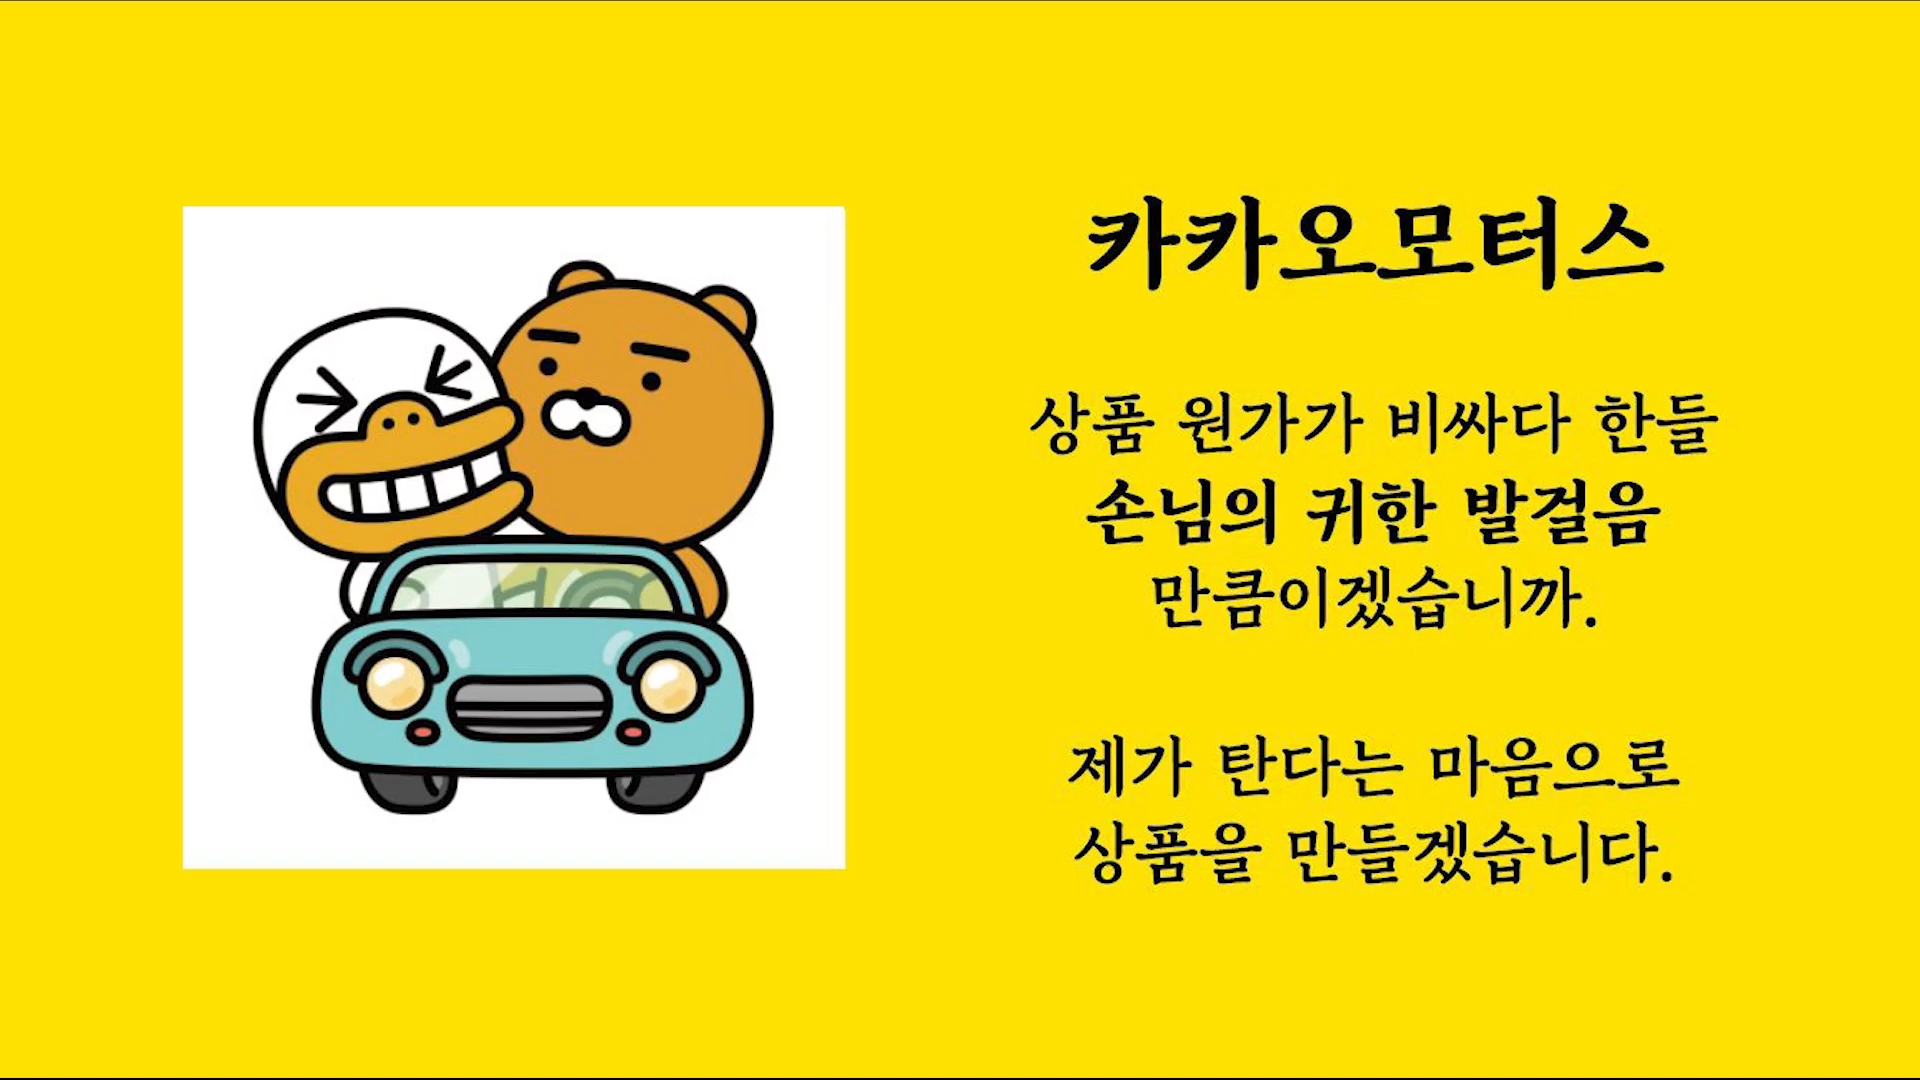 카카오모터스
상품 원가가 비싸다 한들
손님의 귀한 발걸음
만큼이겠습니까.
제가 탄다는 마음으로
상품을 만들겠습니다.